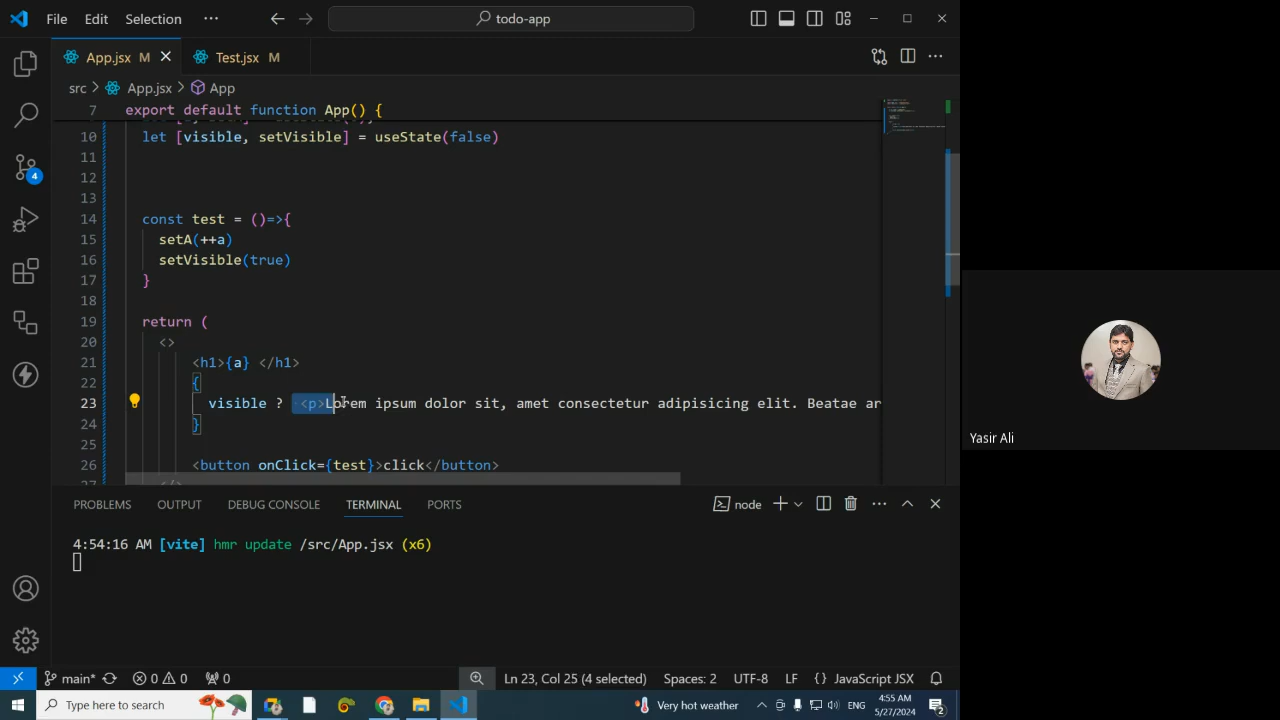 File Edit Selection ··· todo-app
App.jsx M Test.jsx M ···
src > App.jsx > App
7 export default function App() {
10 let [visible, setVisible] = useState(false)
11
12
13
14 const test = ()=>{
15 setA(++a)
16 setVisible(true)
17 }
18
19 return (
20 <>
21 <h1>{a} </h1>
22 {
23 visible ? <p>Lorem ipsum dolor sit, amet consectetur adipisicing elit. Beatae ar
24 }
25
26 <button onClick={test}>click</button>
27 </>
PROBLEMS OUTPUT DEBUG CONSOLE TERMINAL PORTS node ···
4:54:16 AM [vite] hmr update /src/App.jsx (x6)
4
main* 0 0 0 Ln 23, Col 25 (4 selected) Spaces: 2 UTF-8 LF {} JavaScript JSX
Type here to search Very hot weather ENG 4:55 AM
5/27/2024 2
Yasir Ali